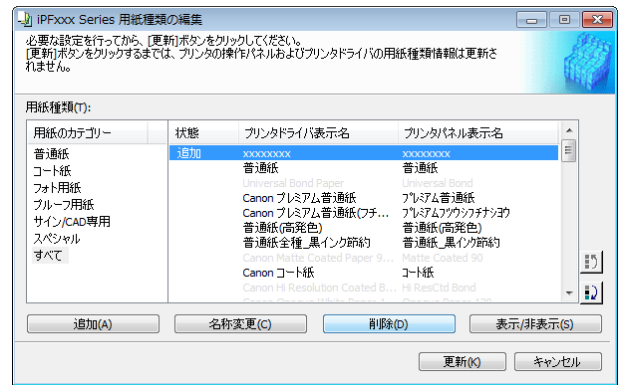 iPFxxx Series 用紙種類の編集
必要な設定を行ってから、[更新]ボタンをクリックしてください。
[更新]ボタンをクリックするまでは、プリンタの操作パネルおよびプリンタドライバの用紙種類情報は更新さ
れません。
用紙種類(T):
用紙のカテゴリー 状態 プリンタドライバ表示名 プリンタパネル表示名
普通紙
コート紙
フォト用紙
プルーフ用紙
サイン/CAD専用
スペシャル
すべて
追加 xxxxxxxx xxxxxxxx
普通紙 普通紙
Universal Bond Paper Universal Bond
Canon プレミアム普通紙 プレミアム普通紙
Canon プレミアム普通紙(フチ... プレミアムフツウシフチナシヨウ
普通紙(高発色) 普通紙(高発色)
普通紙全種_黒インク節約 普通紙_黒インク節約
Canon Matte Coated Paper 9... Matte Coated 90
Canon コート紙 コート紙
Canon Hi Resolution Coated B... Hi ResCtd Bond
追加(A) 名称変更(C) 削除(D) 表示/非表示(S)
更新(K) キャンセル